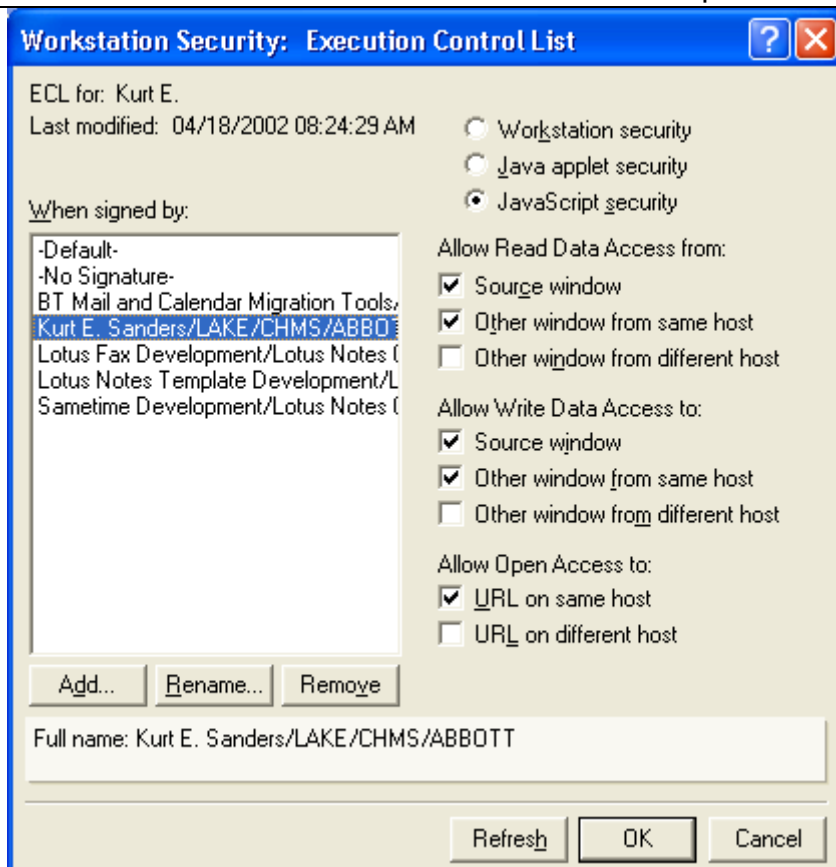 Workstation Security: Execution Control List
ECL for: Kurt E.
Last modified: 04/18/2002 08:24:29 AM
Workstation security
Java applet security
JavaScript security
When signed by:
-Default-
-No Signature-
BT Mail and Calendar Migration Tools/
Kurt E. Sanders/LAKE/CHMS/ABBO
Lotus Fax Development/Lotus Notes (
Lotus Notes Template Development/L
Sametime Development/Lotus Notes (
Add...
Rename...
Remove
Allow Read Data Access from:
Source window
Other window from same host
Other window from different host
Allow Write Data Access to:
Source window
Other window from same host
Other window from different host
Allow Open Access to:
URL on same host
URL on different host
Full name: Kurt E. Sanders/LAKE/CHMS/ABBOTT
Refresh
OK
Cancel